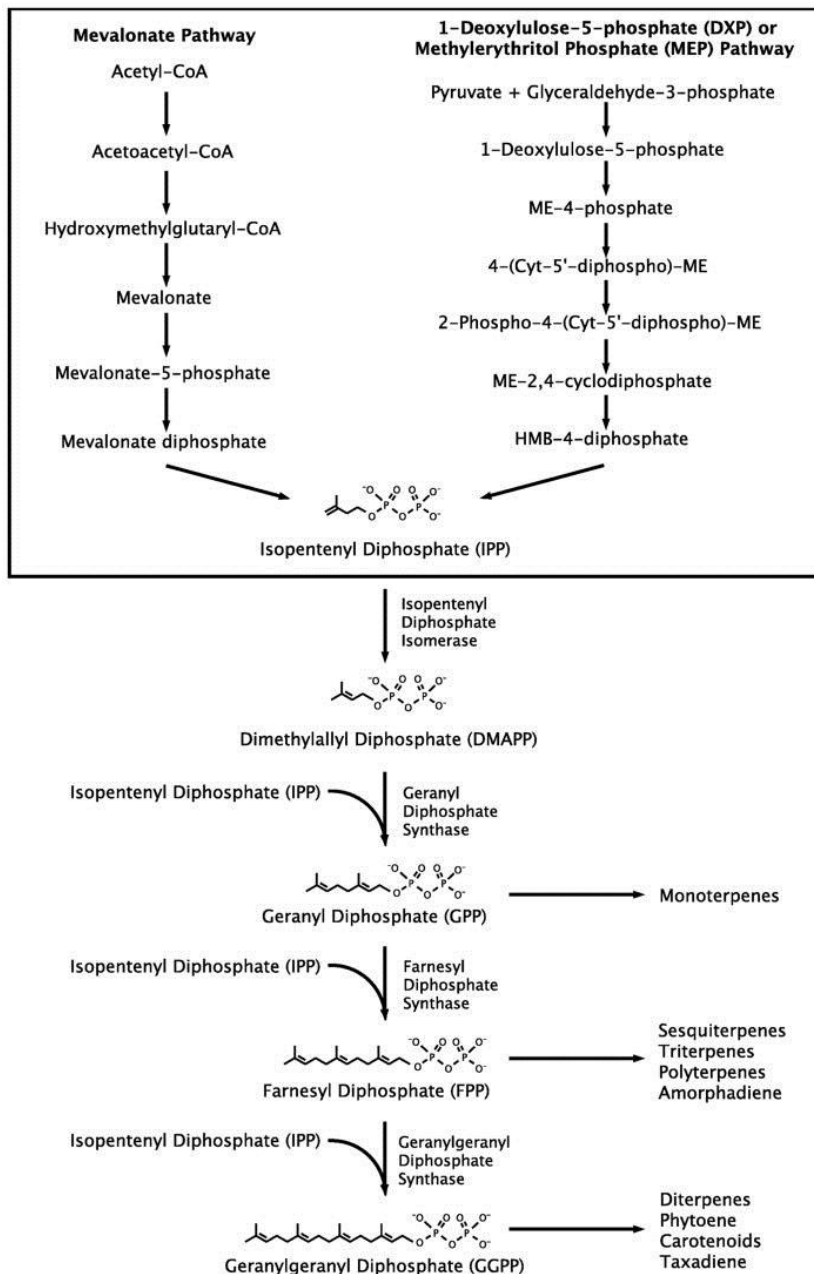 Mevalonate Pathway
Acetyl-CoA
Acetoacetyl-CoA
Hydroxymethylglutaryl-CoA
Mevalonate
Mevalonate-5-phosphate
Mevalonate diphosphate
1-Deoxylulose-5-phosphate (DXP) or
Methylerythritol Phosphate (MEP) Pathway
Pyruvate + Glyceraldehyde-3-phosphate
1-Deoxylulose-5-phosphate
ME-4-phosphate
4-(Cyt-5'-diphospho)-ME
2-Phospho-4-(Cyt-5'-diphospho)-ME
ME-2,4-cyclodiphosphate
HMB-4-diphosphate
⁻O O O O⁻
P P
O O O⁻
Isopentenyl Diphosphate (IPP)
Isopentenyl
Diphosphate
Isomerase
⁻O O O O⁻
P P
O O O⁻
Dimethylallyl Diphosphate (DMAPP)
Isopentenyl Diphosphate (IPP)
Geranyl
Diphosphate
Synthase
⁻O O O O⁻
P P
O O O⁻
Geranyl Diphosphate (GPP)
Monoterpenes
Isopentenyl Diphosphate (IPP)
Farnesyl
Diphosphate
Synthase
⁻O O O O⁻
P P
O O O⁻
Farnesyl Diphosphate (FPP)
Sesquiterpenes
Triterpenes
Polyterpenes
Amorphadiene
Isopentenyl Diphosphate (IPP)
Geranylgeranyl
Diphosphate
Synthase
⁻O O O O⁻
P P
O O O⁻
Geranylgeranyl Diphosphate (GGPP)
Diterpenes
Phytoene
Carotenoids
Taxadiene